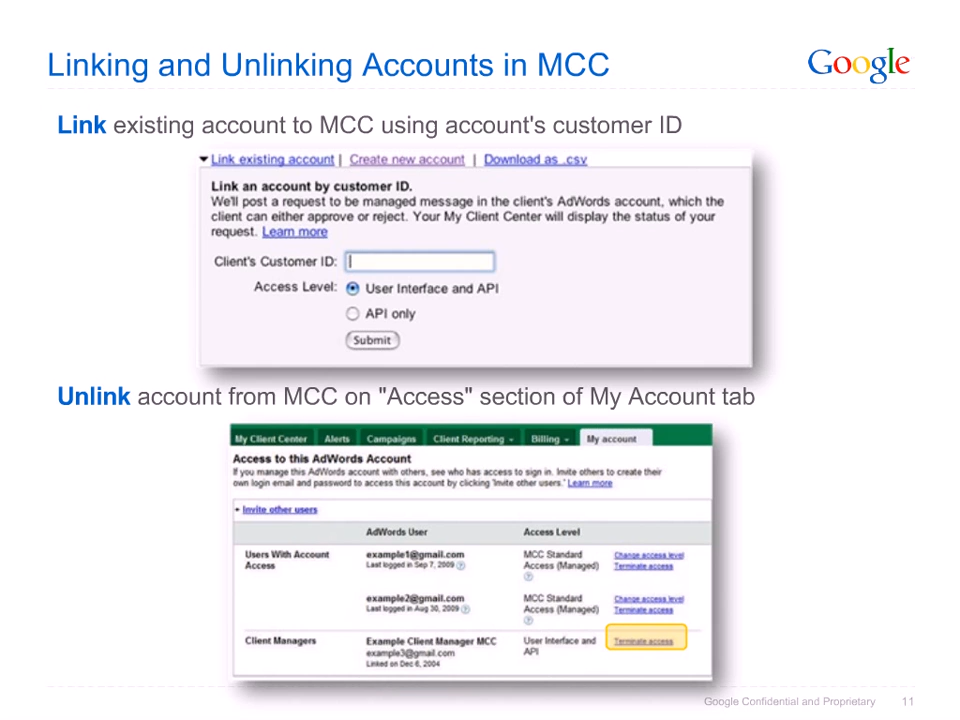 Linking and Unlinking Accounts in MCC
Google
Link existing account to MCC using account's customer ID
Link existing account | Create new account | Download as .csv
Link an account by customer ID.
We'll post a request to be managed message in the client's AdWords account, which the
client can either approve or reject. Your My Client Center will display the status of your
request. Learn more
Client's Customer ID:
Access Level: User Interface and API
API only
Submit
Unlink account from MCC on "Access" section of My Account tab
My Client Center Alerts Campaigns Client Reporting Billing My account
Access to this AdWords Account
If you manage this AdWords account with others, see who has access to sign in. Invite others to create their
own login email and password to access this account by clicking 'Invite other users.' Learn more
+ Invite other users
AdWords User Access Level
Users With Account example1@gmail.com MCC Standard Change access level
Access Last logged in Sep 7, 2009 ? Access (Managed) Terminate access
?
example2@gmail.com MCC Standard Change access level
Last logged in Aug 30, 2009 ? Access (Managed) Terminate access
?
Client Managers Example Client Manager MCC User Interface and Terminate access
example3@gmail.com API
Linked on Dec 6, 2004
Google Confidential and Proprietary 11